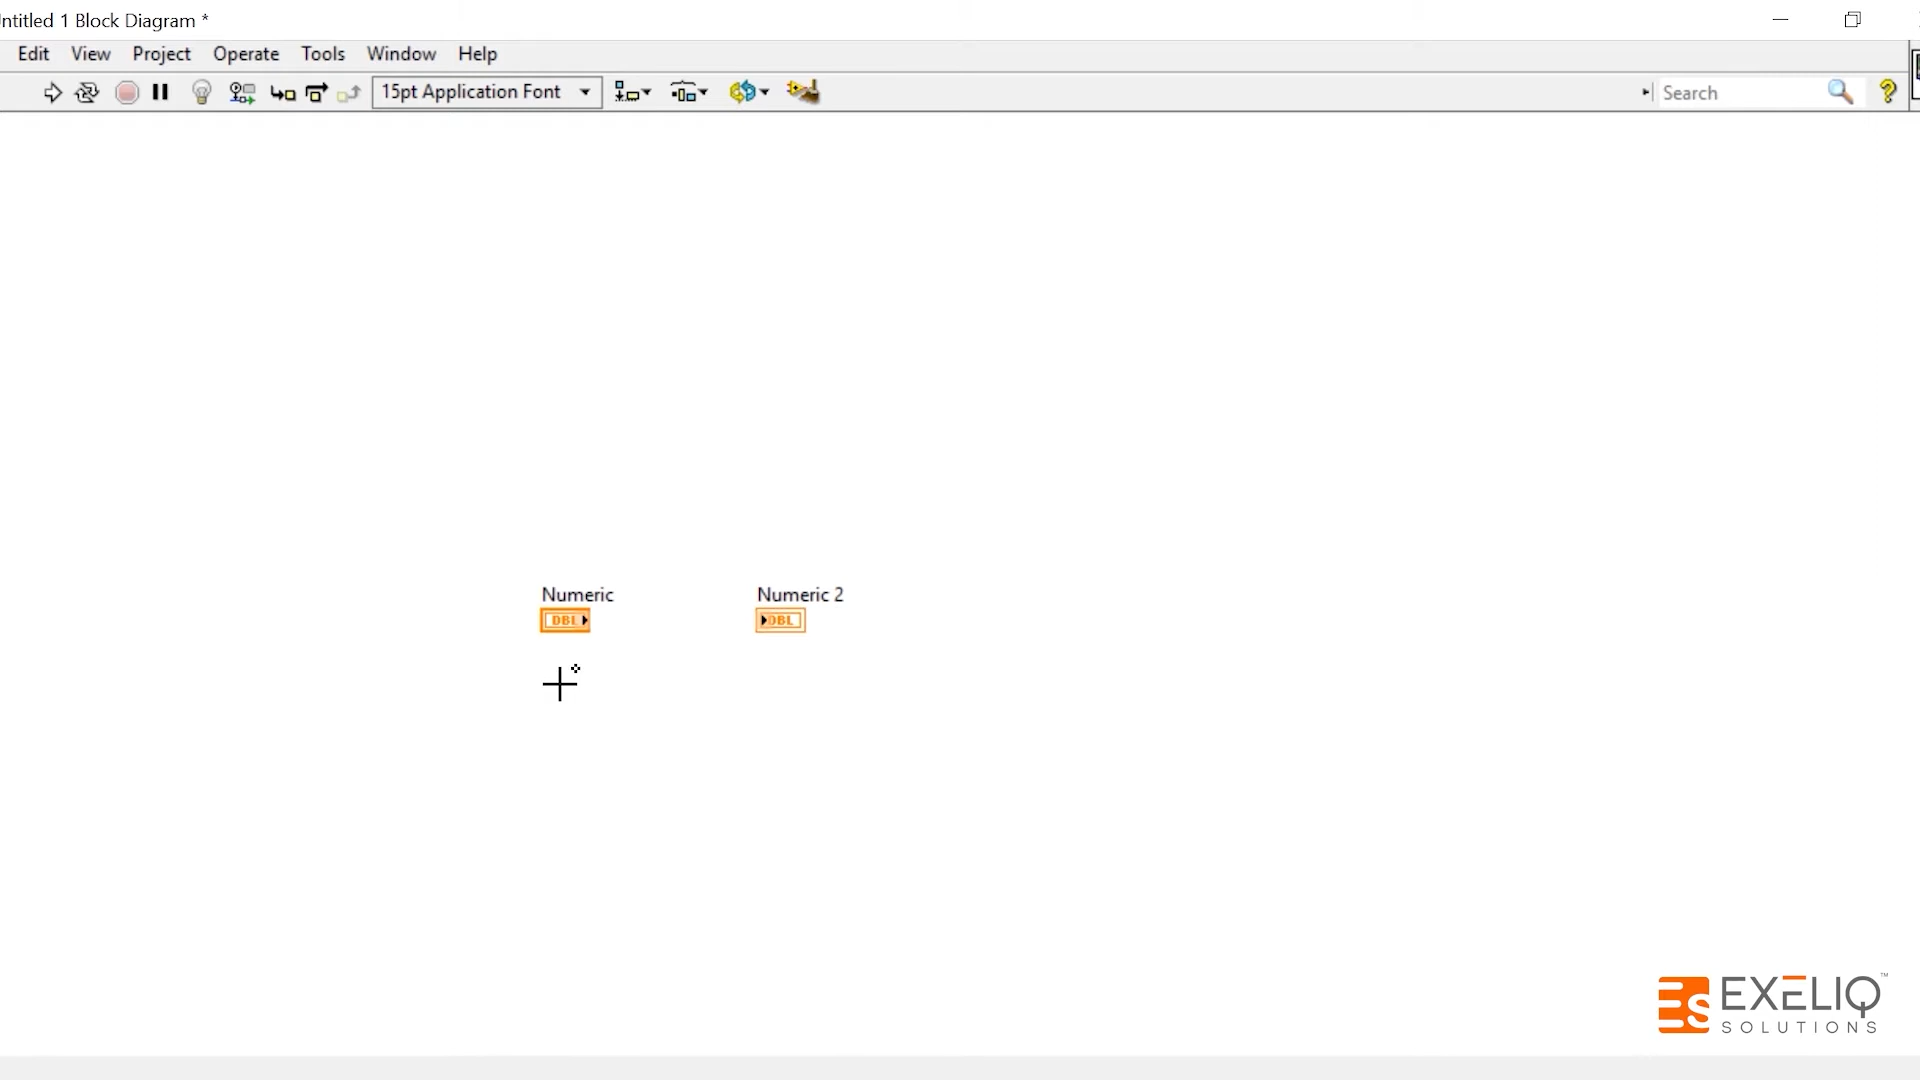 ntitled 1 Block Diagram *
Edit View Project Operate Tools Window Help
15pt Application Font
Search
?
Numeric
Numeric 2
DBL
DBL
EXELIQ™
SOLUTIONS